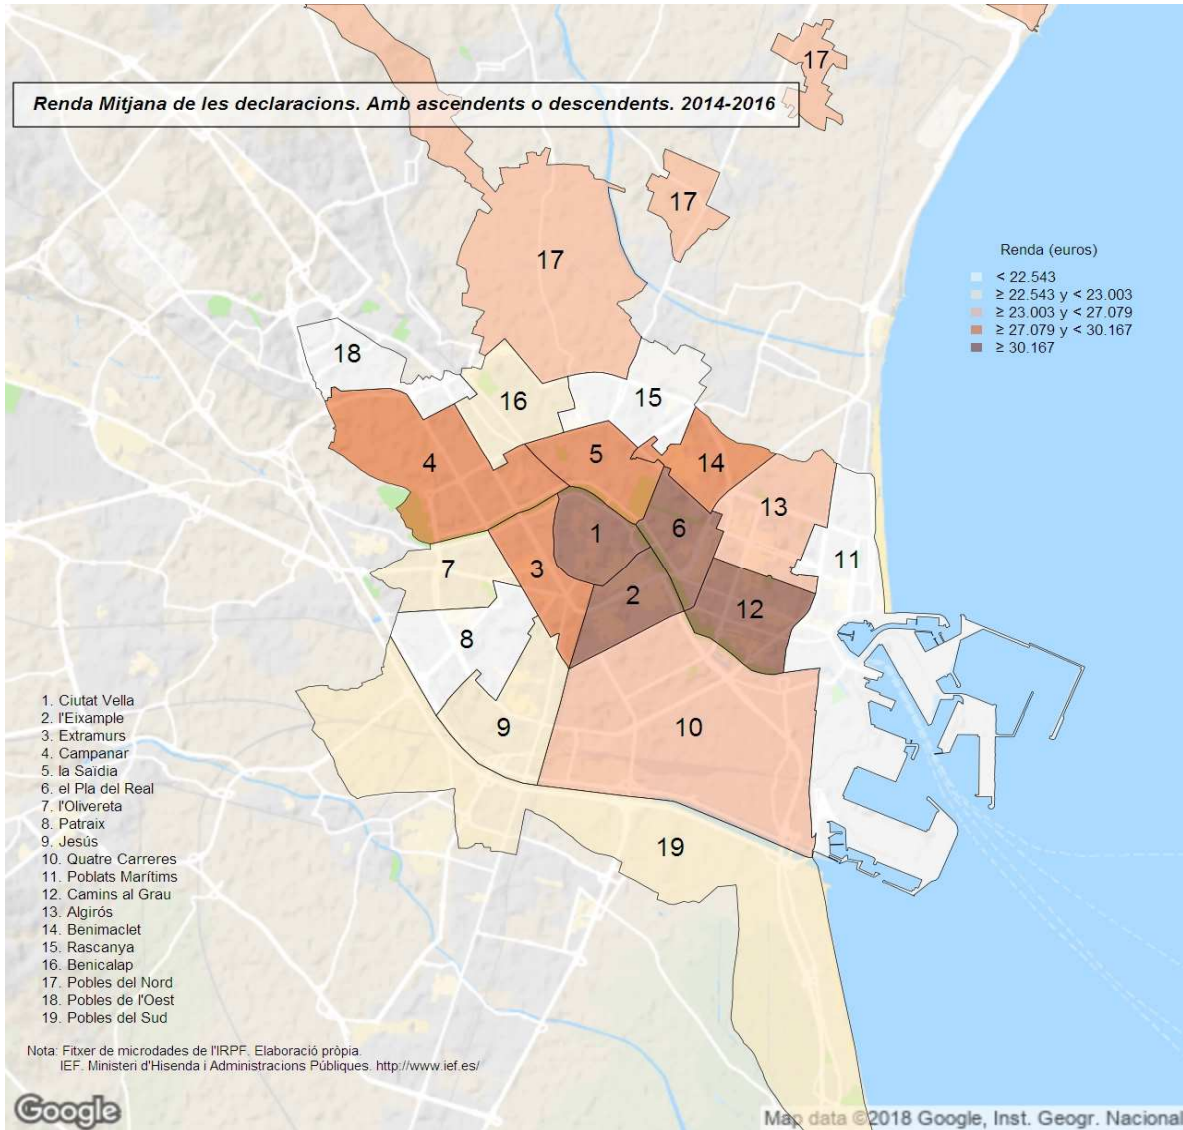 17
Renda Mitjana de les declaracions. Amb ascendents o descendents. 2014-2016
17
17
Renda (euros)
< 22.543
≥ 22.543 y < 23.003
≥ 23.003 y < 27.079
≥ 27.079 y < 30.167
≥ 30.167
18
16
15
4
5
14
13
1
6
11
7
3
2
12
8
9
10
19
1. Ciutat Vella
2. l'Eixample
3. Extramurs
4. Campanar
5. la Saïdia
6. el Pla del Real
7. l'Olivereta
8. Patraix
9. Jesús
10. Quatre Carreres
11. Poblats Marítims
12. Camins al Grau
13. Algirós
14. Benimaclet
15. Rascanya
16. Benicalap
17. Pobles del Nord
18. Pobles de l'Oest
19. Pobles del Sud
Nota: Fitxer de microdades de l'IRPF. Elaboració pròpia.
IEF. Ministeri d'Hisenda i Administracions Públiques. http://www.ief.es/
Google
Map data ©2018 Google, Inst. Geogr. Nacional